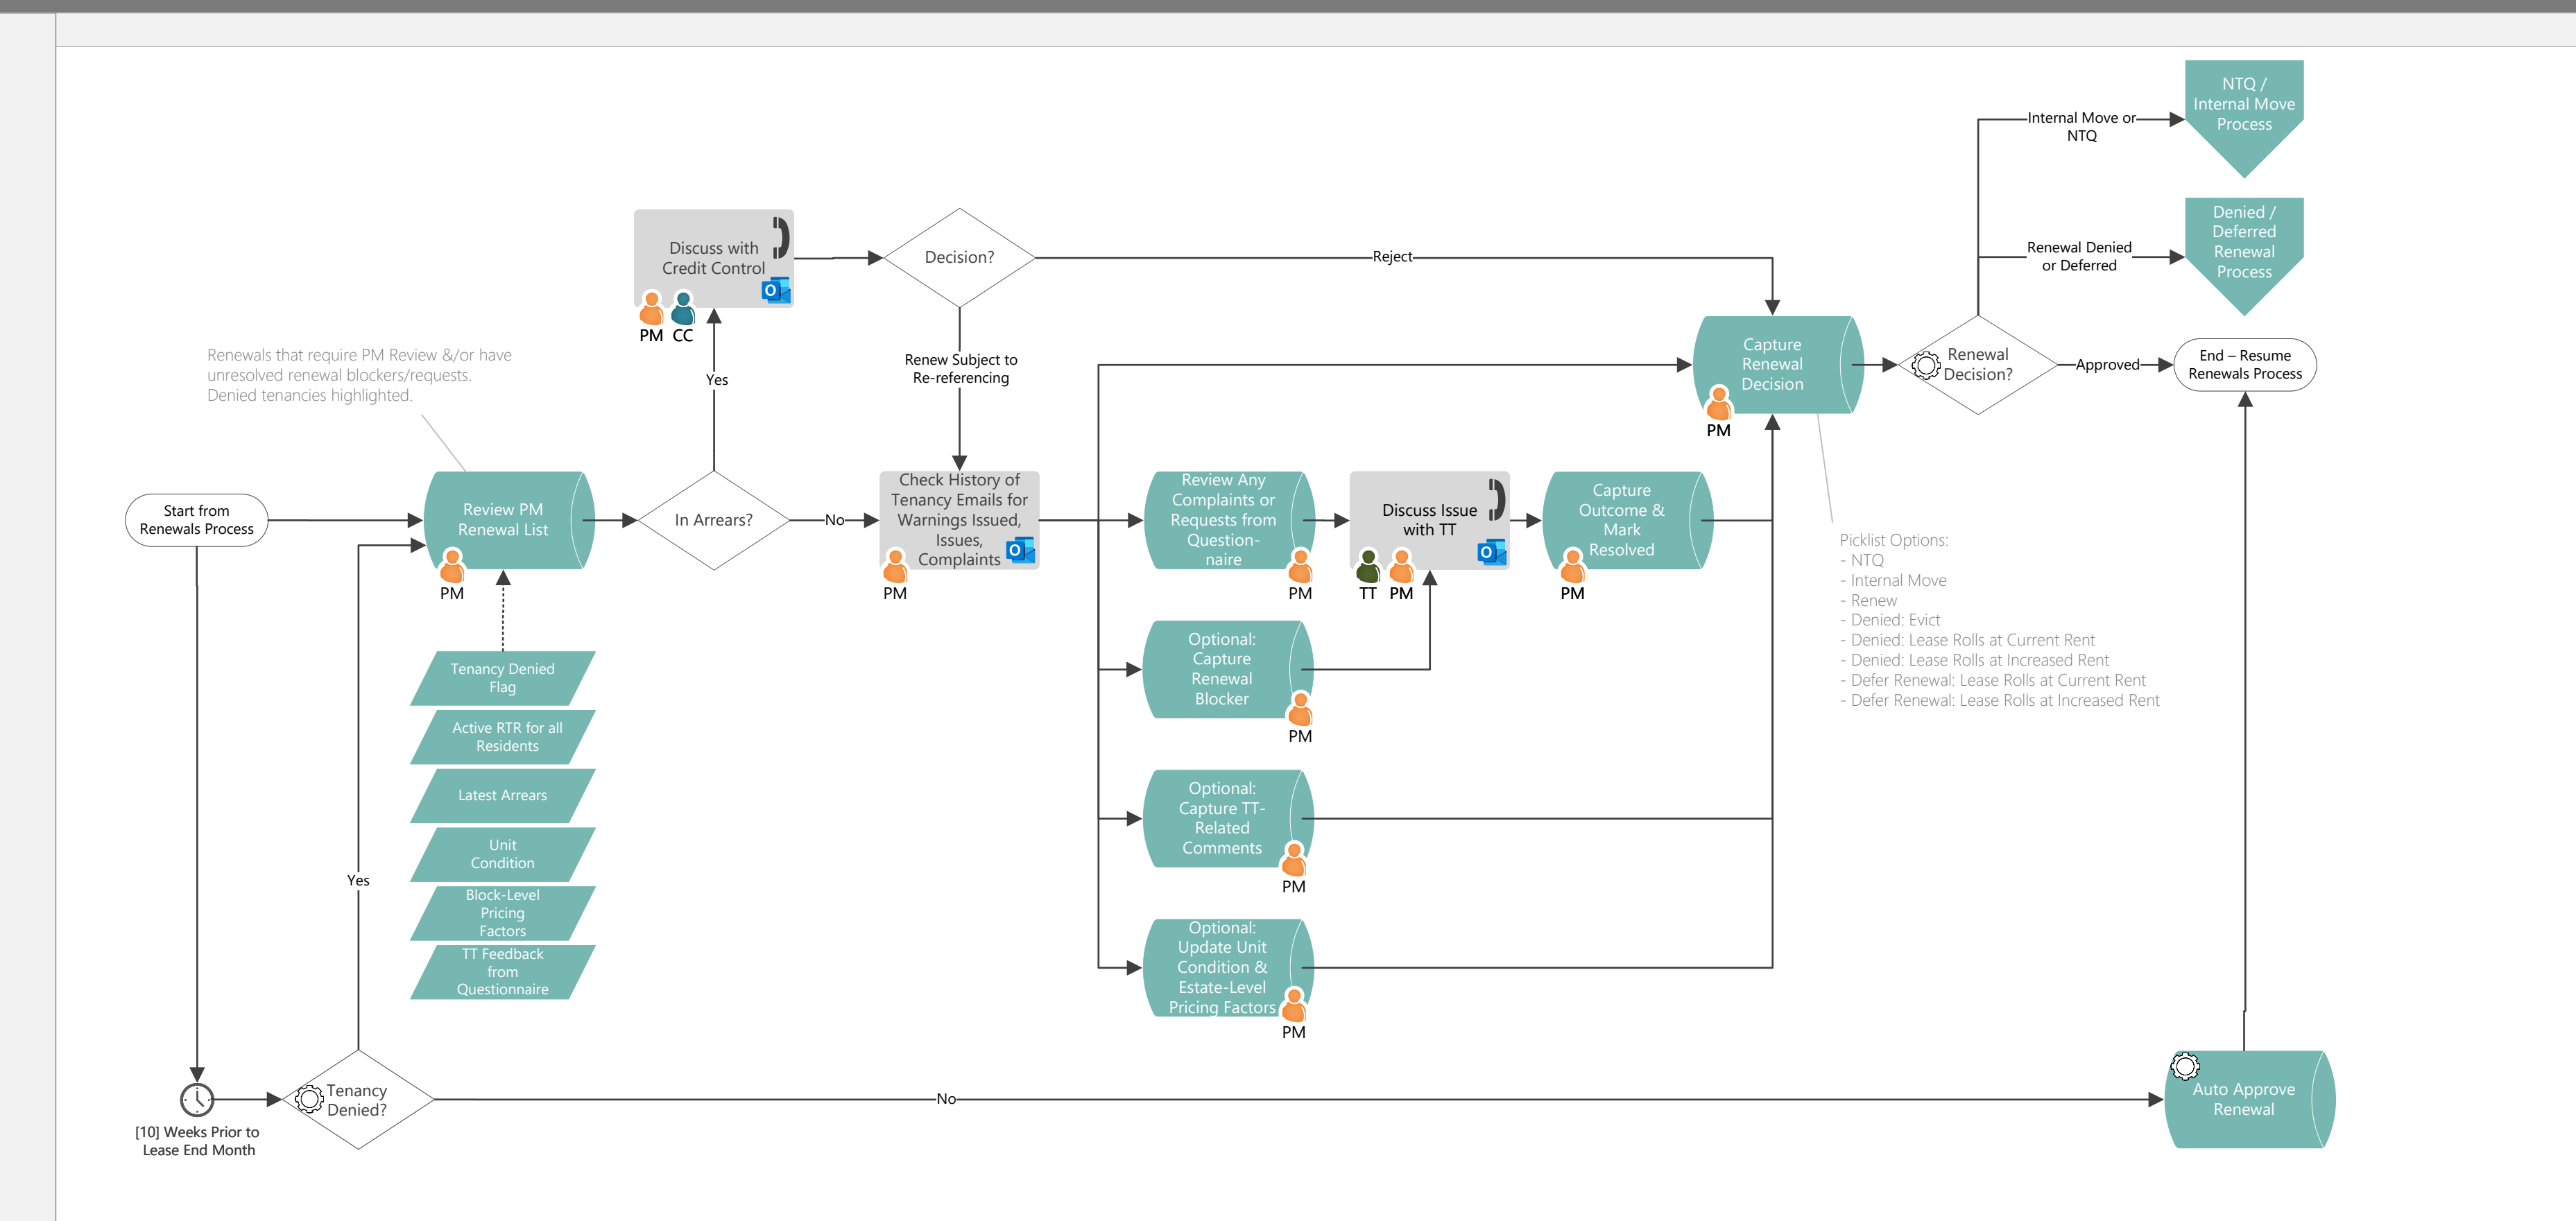 NTQ /
Internal Move
Process
Internal Move or
NTQ
Denied /
Deferred
Renewal
Process
Renewal Denied
or Deferred
Discuss with
Credit Control
PM
CC
Decision?
Reject
Renew Subject to
Re-referencing
Yes
Capture
Renewal
Decision
PM
Renewal
Decision?
Approved
End – Resume
Renewals Process
Renewals that require PM Review &/or have
unresolved renewal blockers/requests.
Denied tenancies highlighted.
Start from
Renewals Process
Review PM
Renewal List
PM
In Arrears?
No
Check History of
Tenancy Emails for
Warnings Issued,
Issues,
Complaints
PM
Review Any
Complaints or
Requests from
Question-
naire
PM
Discuss Issue
with TT
TT
PM
Capture
Outcome &
Mark
Resolved
PM
Picklist Options:
- NTQ
- Internal Move
- Renew
- Denied: Evict
- Denied: Lease Rolls at Current Rent
- Denied: Lease Rolls at Increased Rent
- Defer Renewal: Lease Rolls at Current Rent
- Defer Renewal: Lease Rolls at Increased Rent
Optional:
Capture
Renewal
Blocker
PM
Tenancy Denied
Flag
Active RTR for all
Residents
Latest Arrears
Unit
Condition
Block-Level
Pricing
Factors
TT Feedback
from
Questionnaire
Optional:
Capture TT-
Related
Comments
PM
Optional:
Update Unit
Condition &
Estate-Level
Pricing Factors
PM
Yes
[10] Weeks Prior to
Lease End Month
Tenancy
Denied?
No
Auto Approve
Renewal